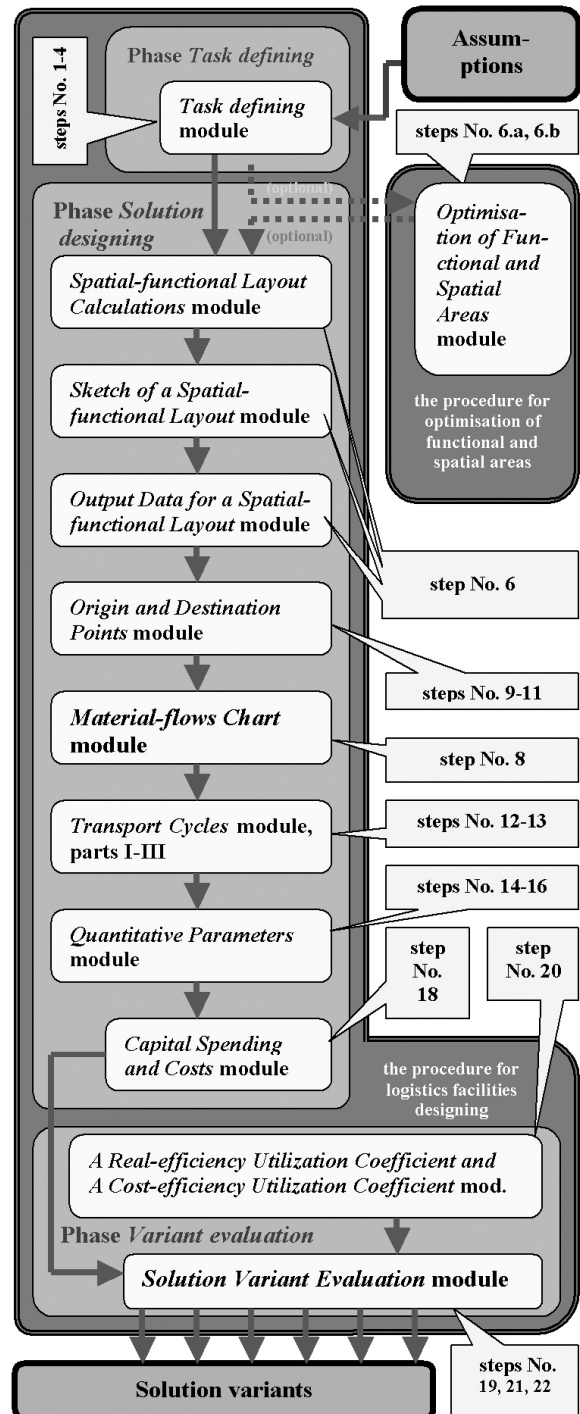 Phase Task defining
Assum-
ptions
steps No. 1-4
Task defining
module
steps No. 6.a, 6.b
(optional)
(optional)
Phase Solution
designing
Optimisa-
tion of Fun-
ctional and
Spatial
Areas
module
Spatial-functional Layout
Calculations module
Sketch of a Spatial-
functional Layout module
the procedure for
optimisation of
functional and
spatial areas
Output Data for a Spatial-
functional Layout module
step No. 6
Origin and Destination
Points module
steps No. 9-11
Material-flows Chart
module
step No. 8
Transport Cycles module,
parts I-III
steps No. 12-13
steps No. 14-16
Quantitative Parameters
module
step
No.
18
step
No. 20
Capital Spending
and Costs module
the procedure for
logistics facilities
designing
A Real-efficiency Utilization Coefficient and
A Cost-efficiency Utilization Coefficient mod.
Phase Variant evaluation
Solution Variant Evaluation module
steps No.
19, 21, 22
Solution variants